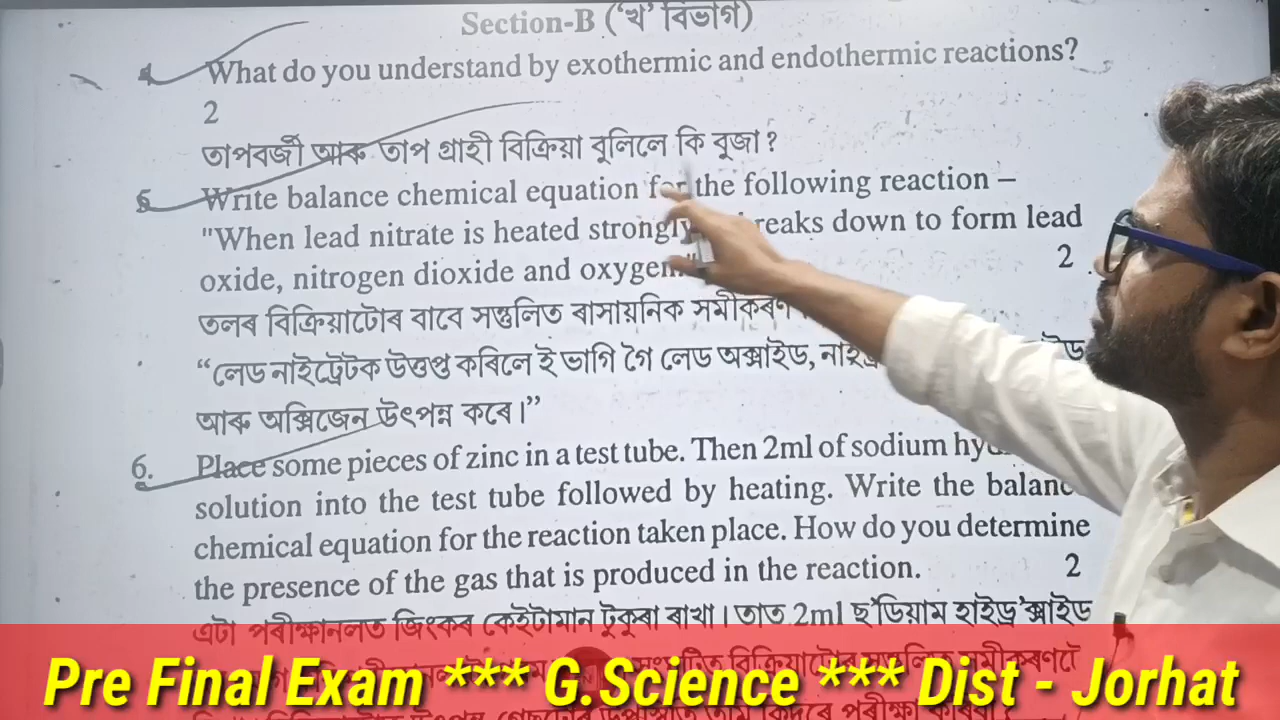 Section-B ('খ' বিভাগ)
4. What do you understand by exothermic and endothermic reactions?
2
তাপবৰ্জী আৰু তাপ গ্ৰাহী বিক্ৰিয়া বুলিলে কি বুজা ?
5. Write balance chemical equation for the following reaction –
"When lead nitrate is heated strongly breaks down to form lead
oxide, nitrogen dioxide and oxygen." 2
তলৰ বিক্ৰিয়াটোৰ বাবে সন্তুলিত ৰাসায়নিক সমীকৰণ
“লেড নাইট্ৰেটক উত্তপ্ত কৰিলে ই ভাগি গৈ লেড অক্সাইড,
আৰু অক্সিজেন উৎপন্ন কৰে।”
6. Place some pieces of zinc in a test tube. Then 2ml of sodium
solution into the test tube followed by heating. Write the
chemical equation for the reaction taken place. How do you determine
the presence of the gas that is produced in the reaction. 2
এটা পৰীক্ষানলত জিংকৰ কেইটামান টুকুৰা ৰাখা। তাত 2ml ছ'ডিয়াম হাইড্ৰ'ক্সাইড
Pre Final Exam *** G.Science *** Dist - Jorhat